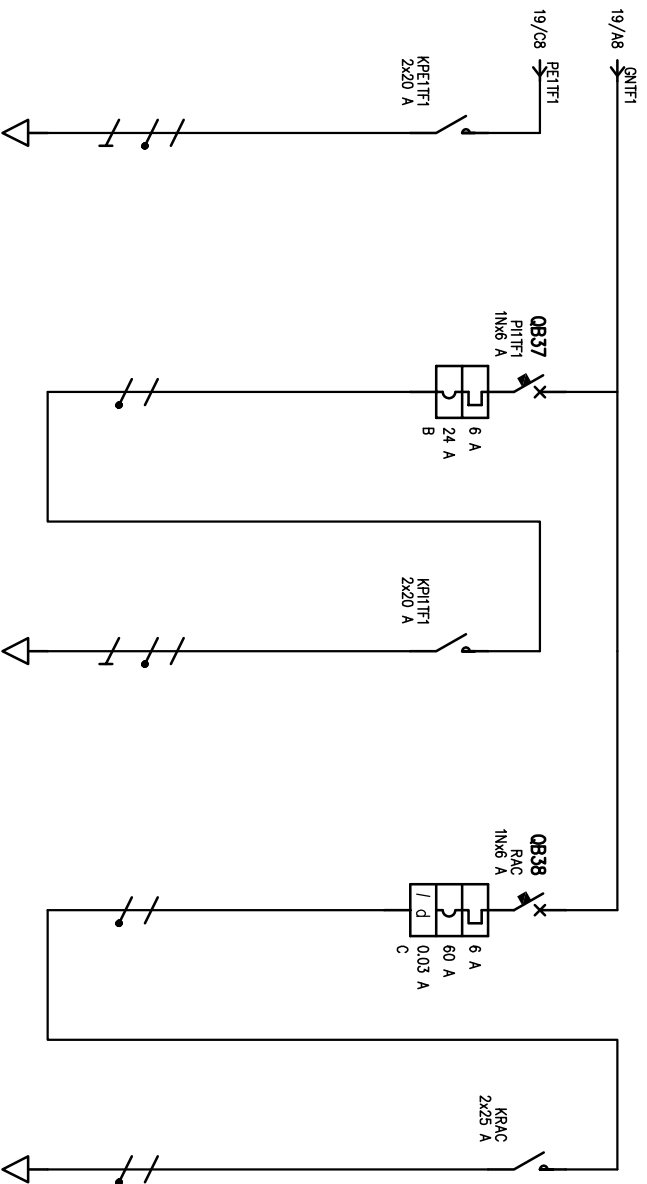 19/A8
GNTF1
19/C8
PE1TF1
KPE1TF1
2x20 A
QB37
PI1TF1
1Nx6 A
6 A
24 A
B
KPI1TF1
2x20 A
QB38
RAC
1Nx6 A
6 A
60 A
I d
0.03 A
C
KRAC
2x25 A